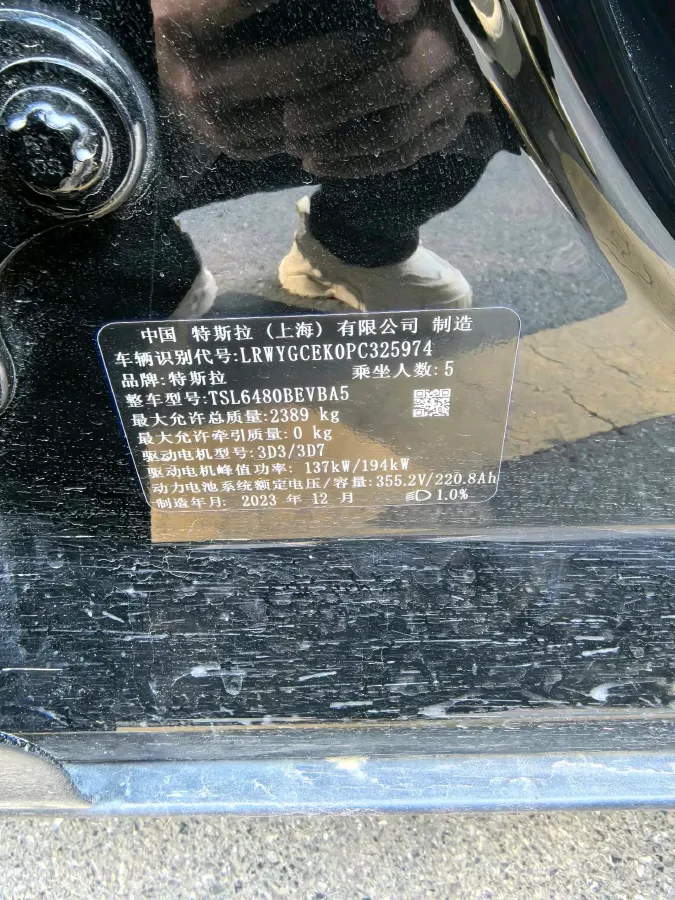 中国 特斯拉 (上海) 有限公司 制造
车辆识别代号:LRWYGCEK0PC325974
品牌:特斯拉 乘坐人数:5
整车型号:TSL6480BEVBA5
最大允许总质量:2389 kg
最大允许牵引质量:0 kg
驱动电机型号:3D3/3D7
驱动电机峰值功率: 137kW/194kW
动力电池系统额定电压/容量:355.2V/220.8Ah
制造年月: 2023 年 12 月 1.0%